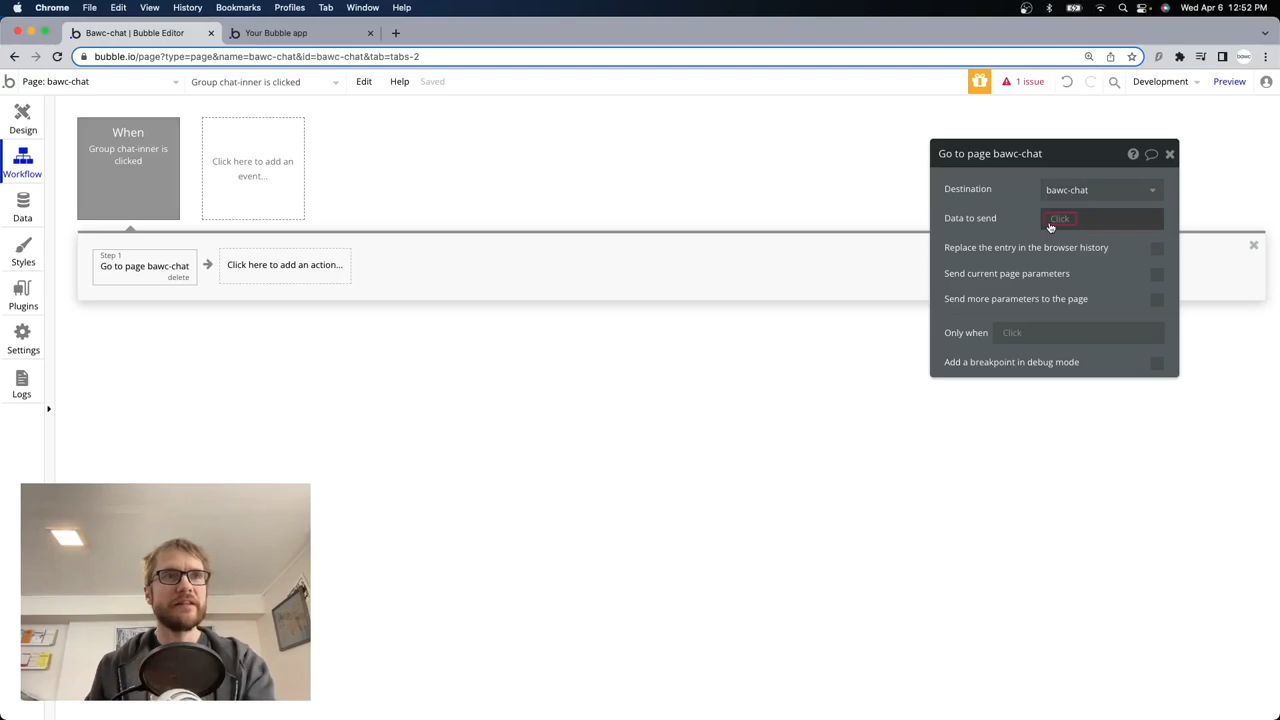 Chrome File Edit View History Bookmarks Profiles Tab Window Help Wed Apr 6 12:52 PM
Bawc-chat | Bubble Editor Your Bubble app
bubble.io/page?type=page&name=bawc-chat&id=bawc-chat&tab=tabs-2
Page: bawc-chat Group chat-inner is clicked Edit Help Saved 1 issue Development Preview
Design
Workflow
Data
Styles
Plugins
Settings
Logs
When
Group chat-inner is
clicked
Click here to add an
event...
Step 1
Go to page bawc-chat
delete
Click here to add an action...
Go to page bawc-chat
Destination bawc-chat
Data to send Click
Replace the entry in the browser history
Send current page parameters
Send more parameters to the page
Only when Click
Add a breakpoint in debug mode